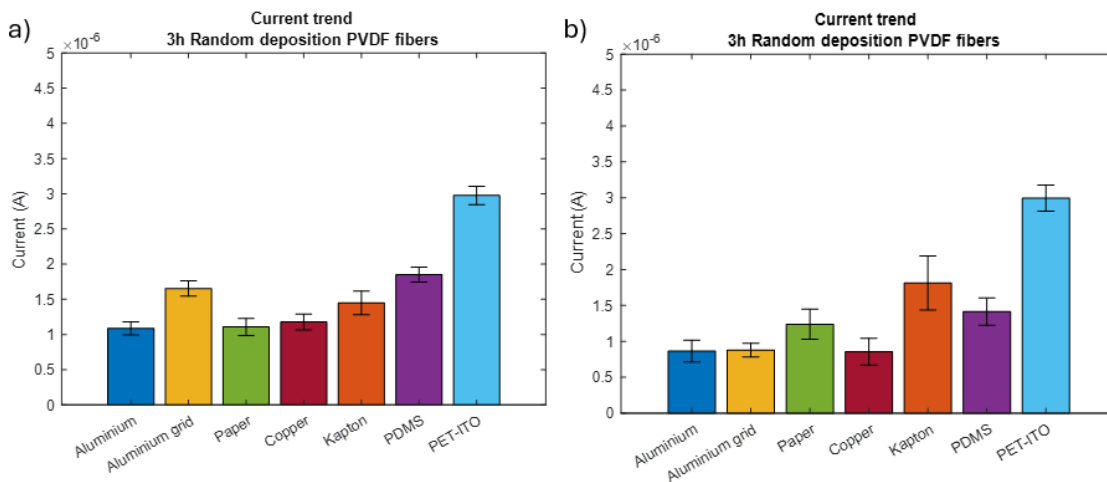 a)
Current trend
3h Random deposition PVDF fibers
×10⁻⁶
5
4.5
4
3.5
3
2.5
2
1.5
1
0.5
0
Current (A)
Aluminium
Aluminium grid
Paper
Copper
Kapton
PDMS
PET-ITO
b)
Current trend
3h Random deposition PVDF fibers
×10⁻⁶
5
4.5
4
3.5
3
2.5
2
1.5
1
0.5
0
Current (A)
Aluminium
Aluminium grid
Paper
Copper
Kapton
PDMS
PET-ITO